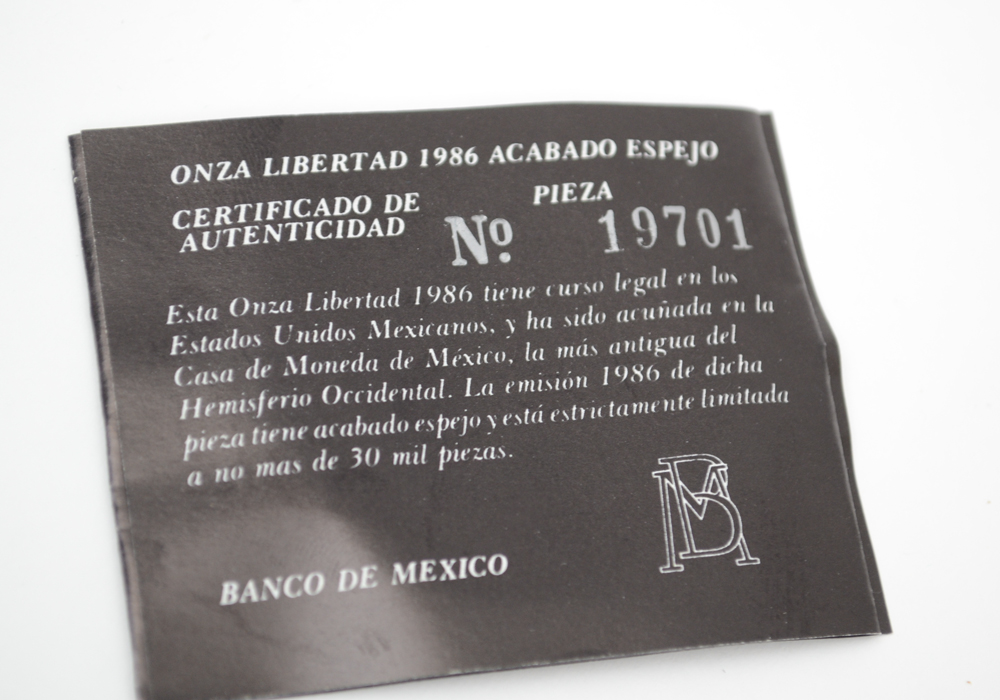 ONZA LIBERTAD 1986 ACABADO ESPEJO
CERTIFICADO DE
AUTENTICIDAD
PIEZA
Nº 19701
Esta Onza Libertad 1986 tiene curso legal en los
Estados Unidos Mexicanos, y ha sido acuñada en la
Casa de Moneda de México, la más antigua del
Hemisferio Occidental. La emisión 1986 de dicha
pieza tiene acabado espejo y está estrictamente limitada
a no mas de 30 mil piezas.
BANCO DE MEXICO